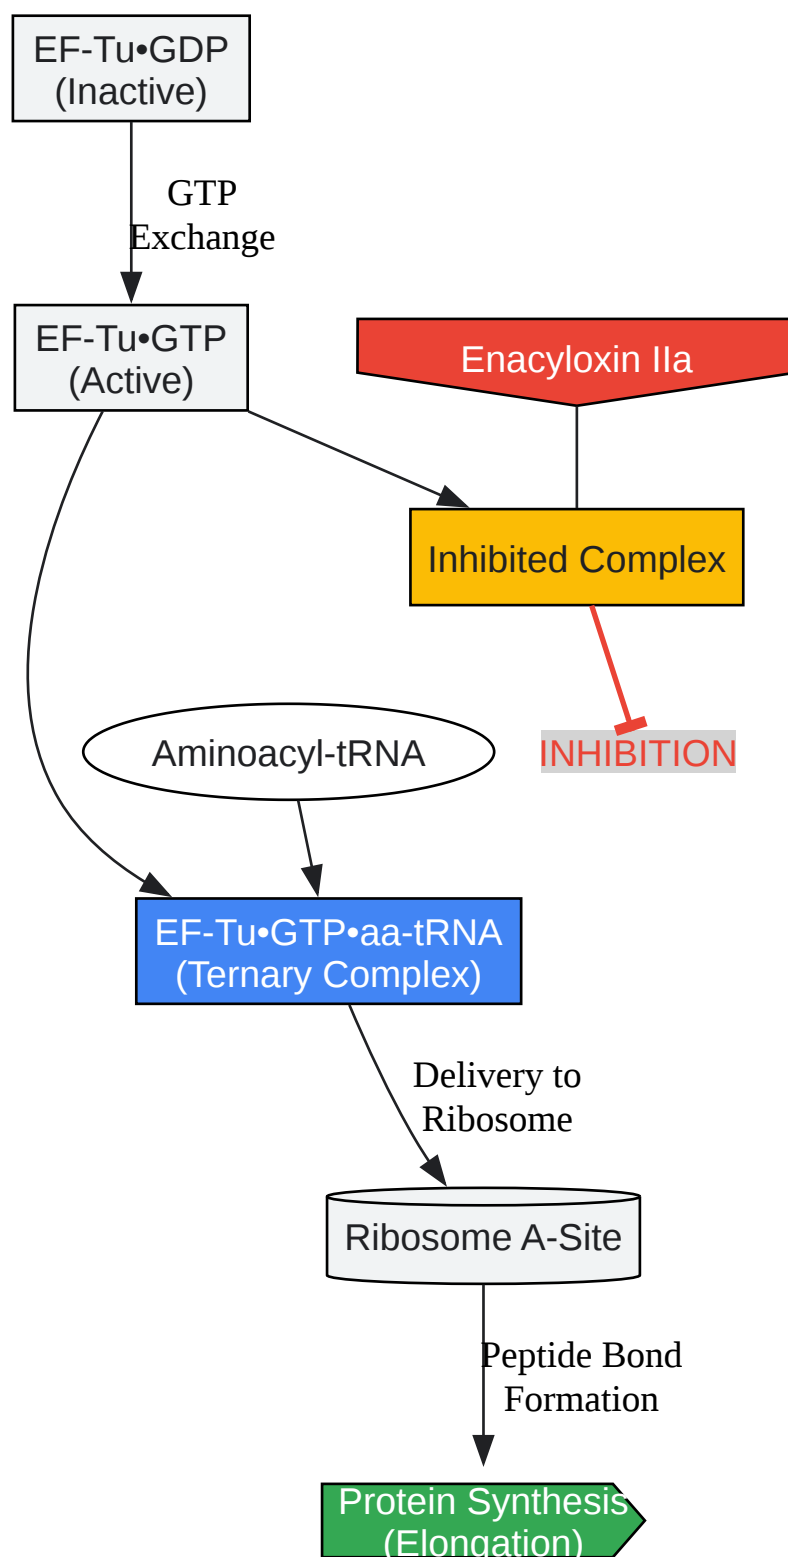 EF-Tu•GDP
(Inactive)
GTP
Exchange
EF-Tu•GTP
(Active)
Enacyloxin IIa
Inhibited Complex
Aminoacyl-tRNA
INHIBITION
EF-Tu•GTP•aa-tRNA
(Ternary Complex)
Delivery to
Ribosome
Ribosome A-Site
Peptide Bond
Formation
Protein Synthesis
(Elongation)